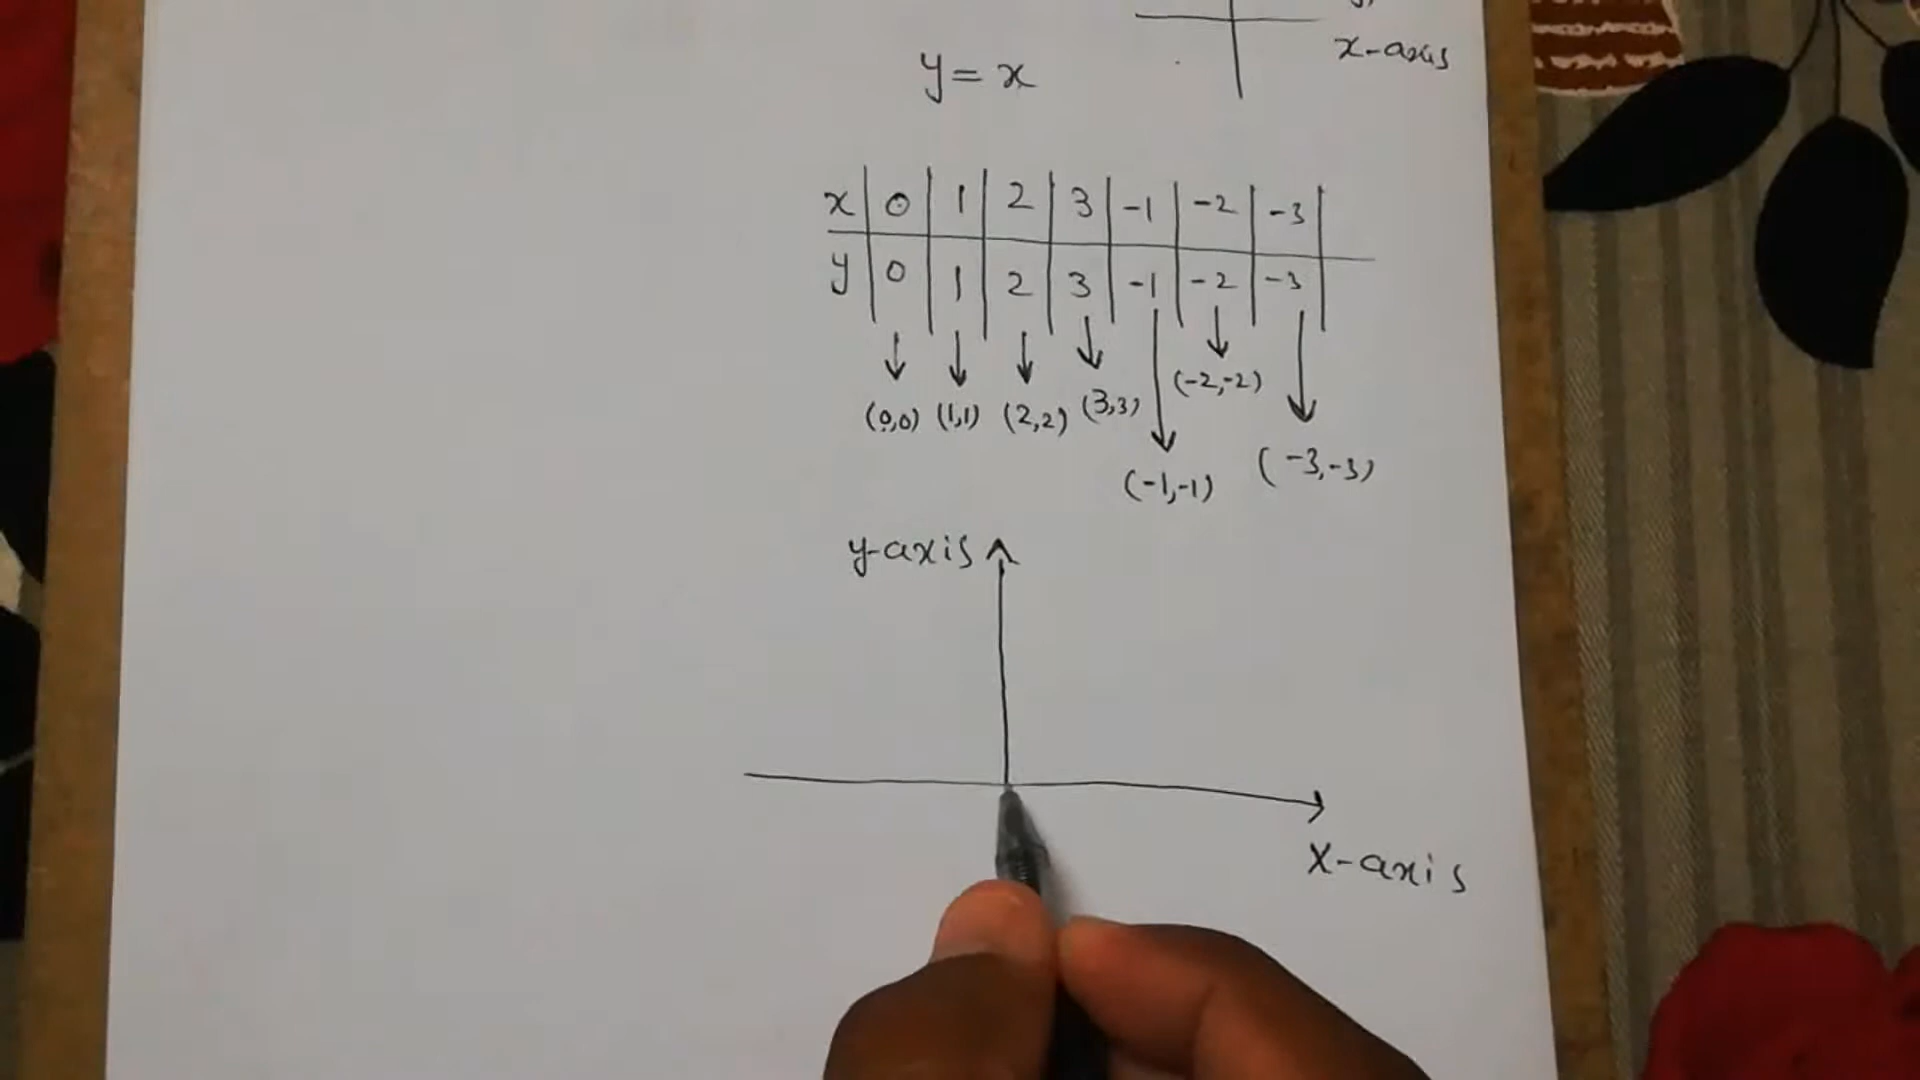 x-axis
y = x
x 0 1 2 3 -1 -2 -3
y 0 1 2 3 -1 -2 -3
(0,0) (1,1) (2,2) (3,3) (-2,-2)
(-1,-1) (-3,-3)
y-axis
X-axis